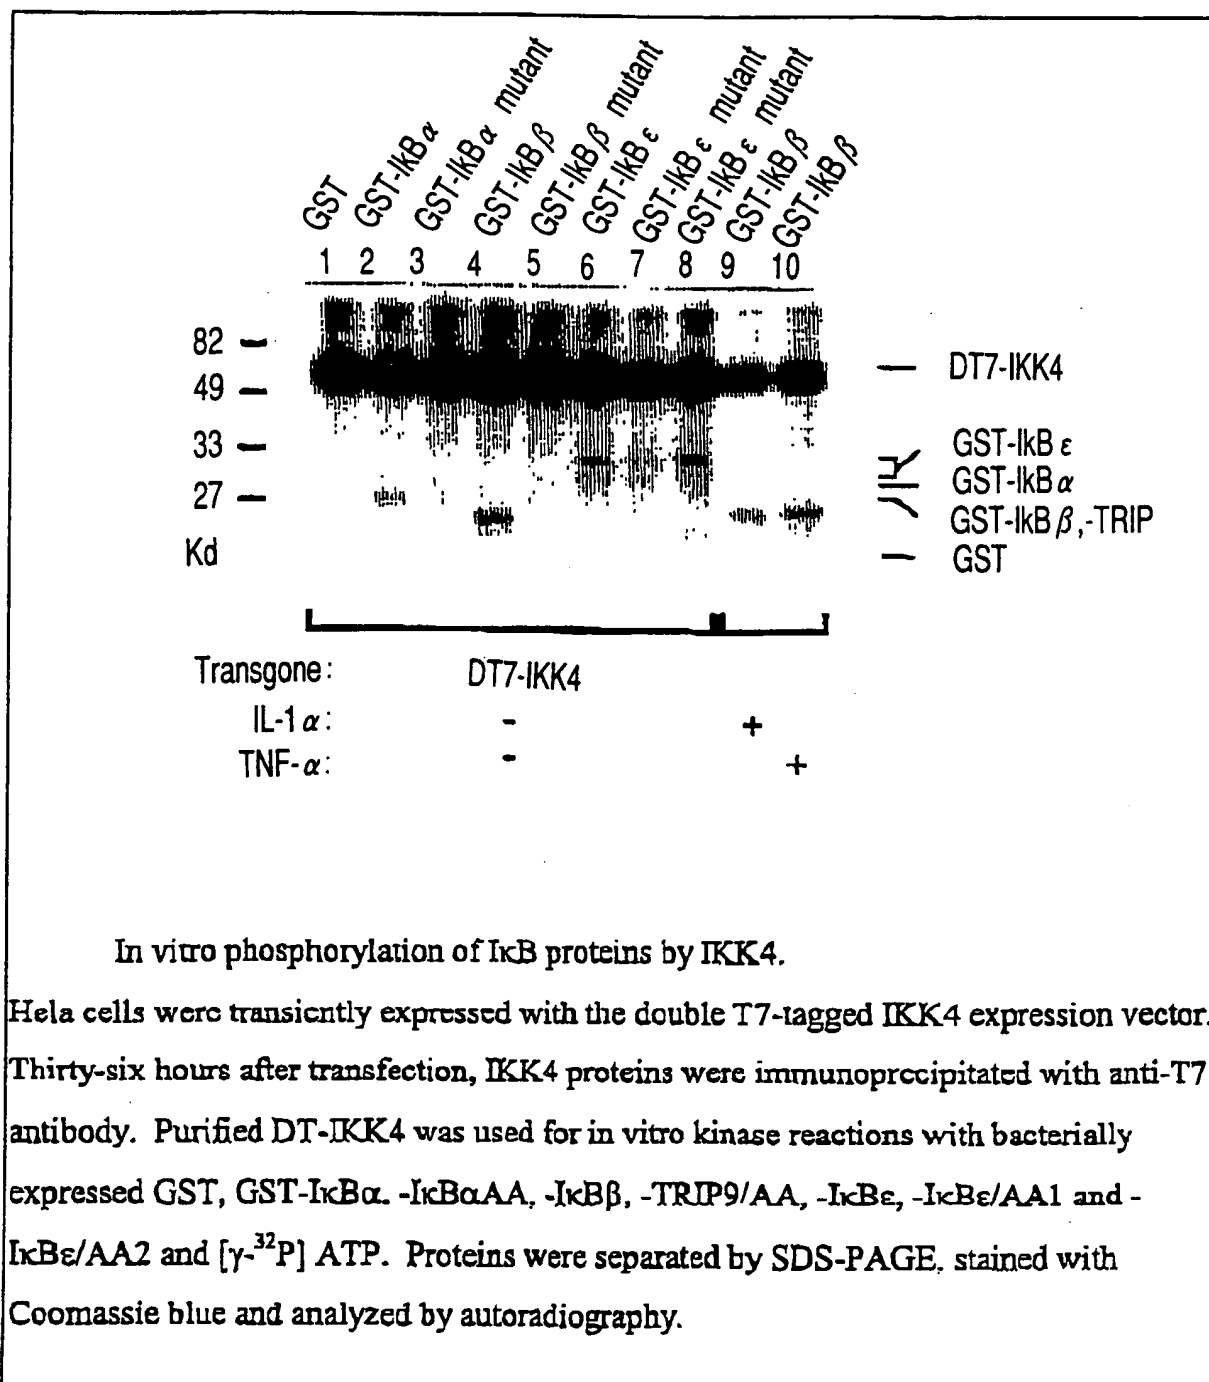 GST
GST-IkBα
GST-IkBα mutant
GST-IkBβ
GST-IkBβ mutant
GST-IkBε
GST-IkBε mutant
GST-IkBε mutant
GST-IkBβ
GST-IkBβ
1 2 3 4 5 6 7 8 9 10
82
49
33
27
Kd
DT7-IKK4
GST-IkBε
GST-IkBα
GST-IkBβ,-TRIP
GST
Transgone: DT7-IKK4
IL-1α: - +
TNF-α: - +
In vitro phosphorylation of IκB proteins by IKK4.
Hela cells were transiently expressed with the double T7-tagged IKK4 expression vector.
Thirty-six hours after transfection, IKK4 proteins were immunoprecipitated with anti-T7
antibody. Purified DT-IKK4 was used for in vitro kinase reactions with bacterially
expressed GST, GST-IκBα. -IκBαAA, -IκBβ, -TRIP9/AA, -IκBε, -IκBε/AA1 and -
IκBε/AA2 and [γ-³²P] ATP. Proteins were separated by SDS-PAGE, stained with
Coomassie blue and analyzed by autoradiography.